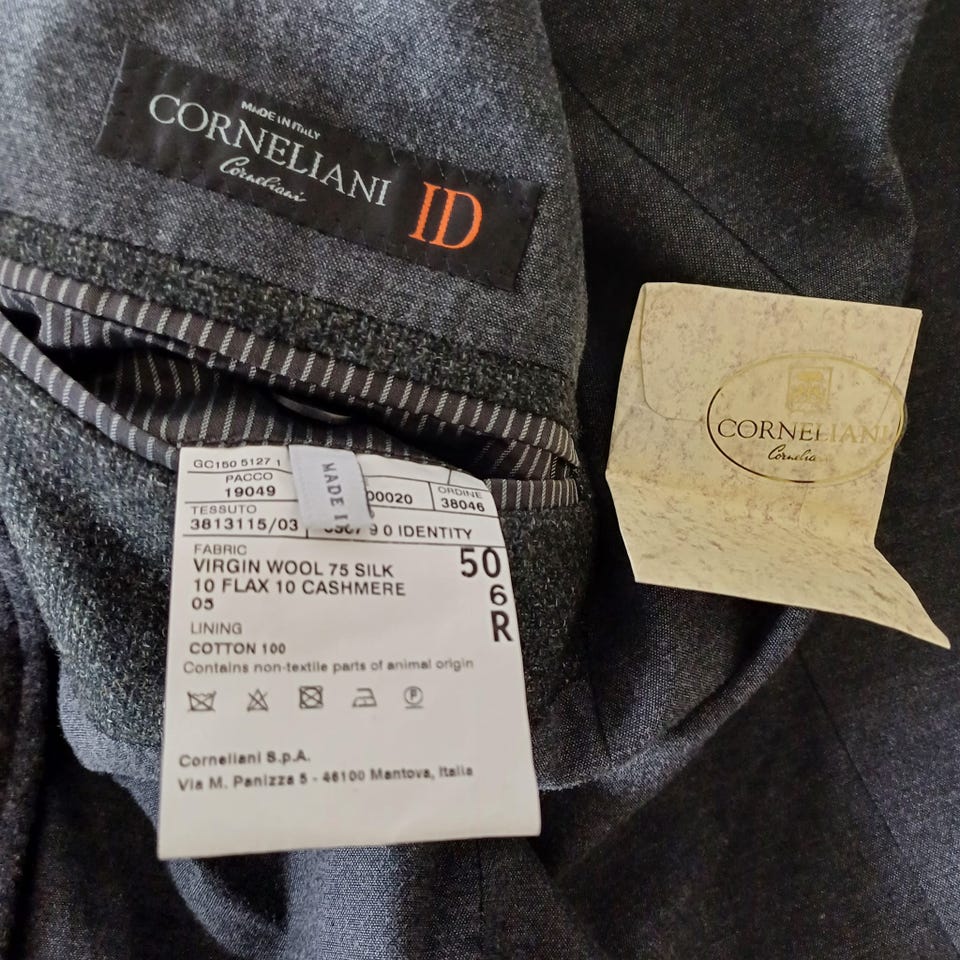 MADE IN ITALY
CORNELIANI ID
Corneliani
GC150 5127 1
PACCO
19049
00020
ORDINE
38046
MADE I
TESSUTO
3813115/03 9 0 IDENTITY
FABRIC
VIRGIN WOOL 75 SILK
10 FLAX 10 CASHMERE
05
50
6
R
LINING
COTTON 100
Contains non-textile parts of animal origin
Corneliani S.p.A.
Via M. Panizza 5 - 46100 Mantova, Italia
CORNELIANI
Cornelia